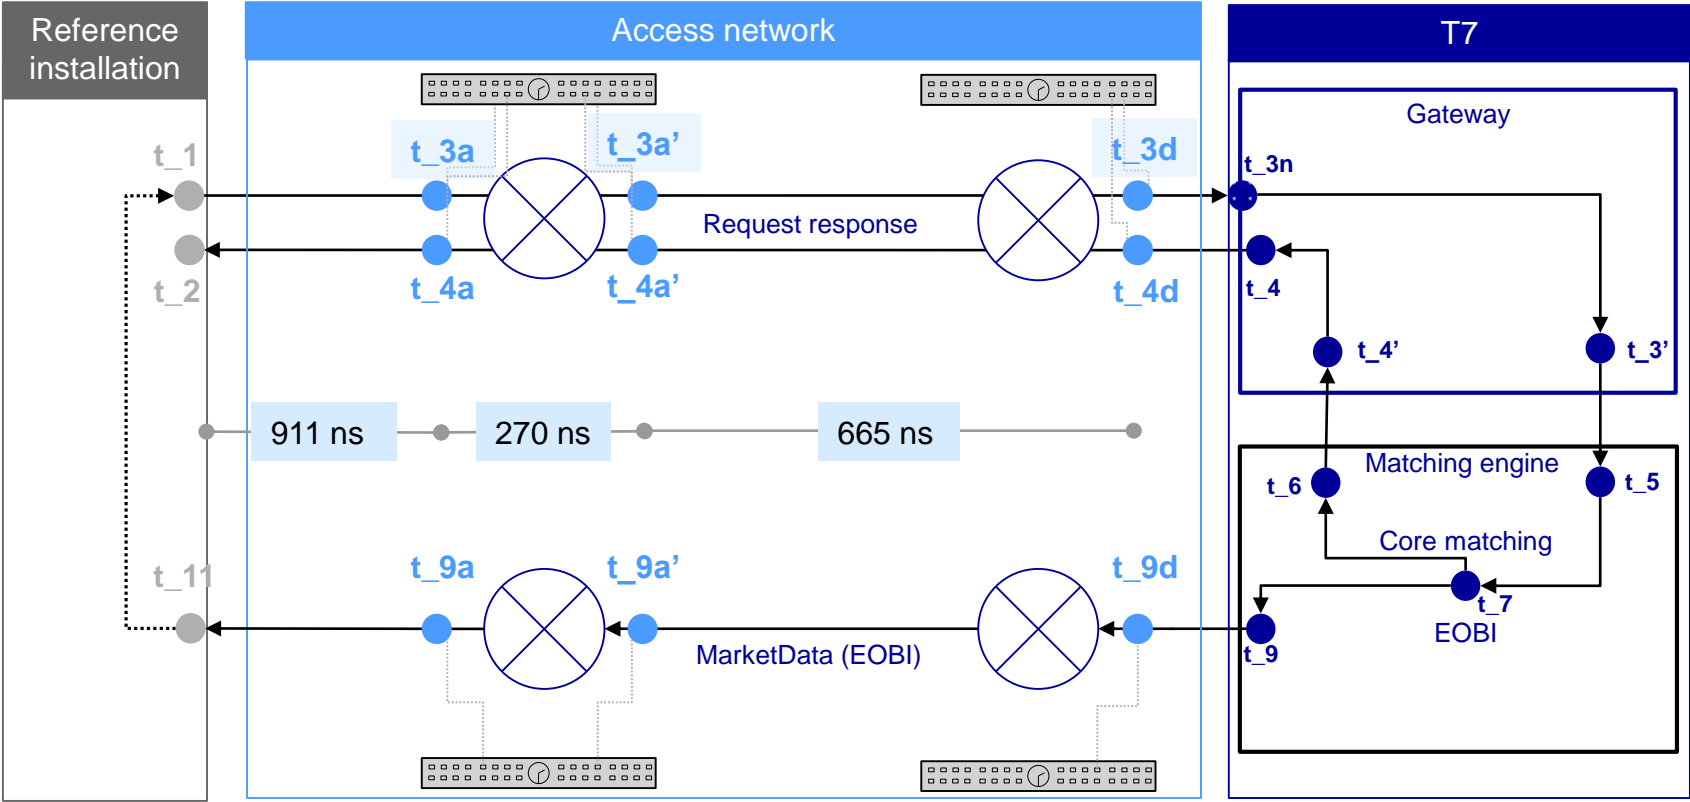 Reference
installation
Access network
T7
Gateway
t_1
t_3a
t_3a’
t_3d
t_3n
Request response
t_2
t_4a
t_4a’
t_4d
t_4
t_4’
t_3’
911 ns
270 ns
665 ns
Matching engine
t_6
t_5
Core matching
t_11
t_9a
t_9a’
t_9d
t_7
EOBI
MarketData (EOBI)
t_9